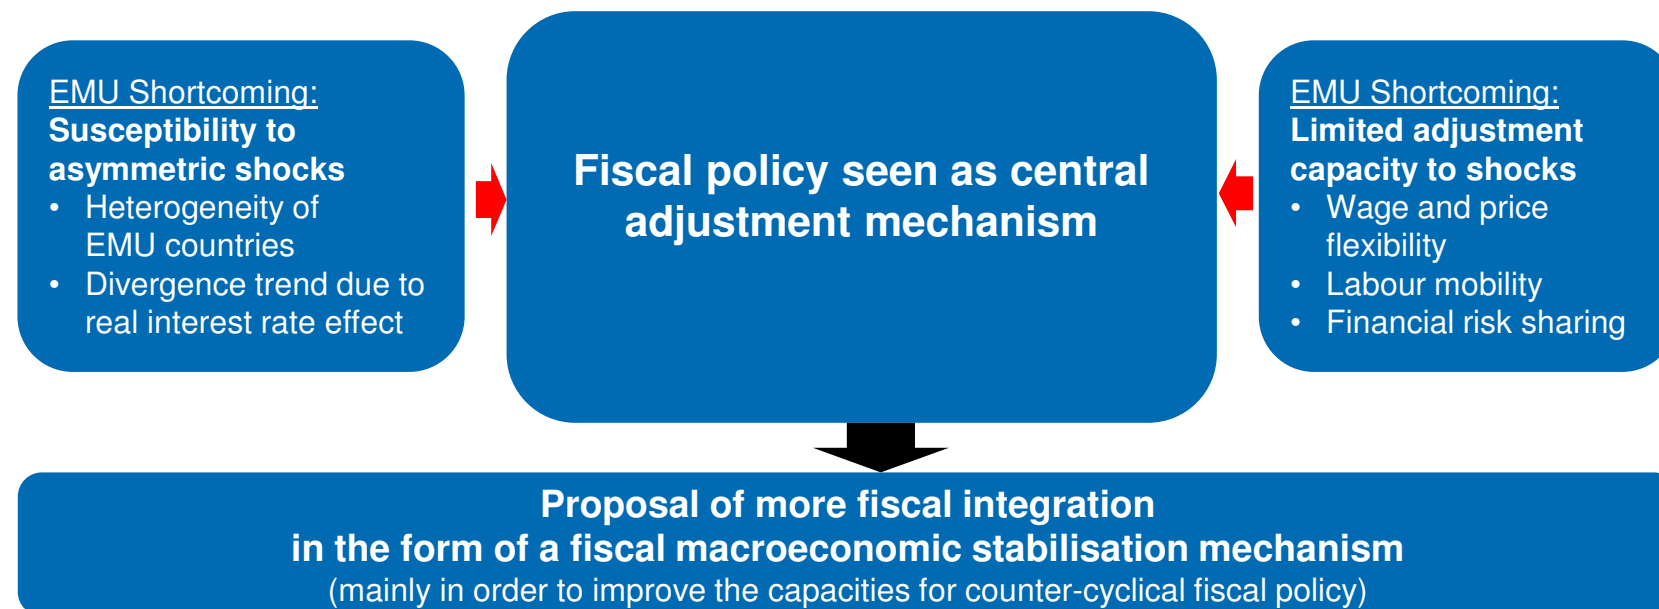 EMU Shortcoming:
Susceptibility to
asymmetric shocks
• Heterogeneity of
EMU countries
• Divergence trend due to
real interest rate effect
Fiscal policy seen as central
adjustment mechanism
EMU Shortcoming:
Limited adjustment
capacity to shocks
• Wage and price
flexibility
• Labour mobility
• Financial risk sharing
Proposal of more fiscal integration
in the form of a fiscal macroeconomic stabilisation mechanism
(mainly in order to improve the capacities for counter-cyclical fiscal policy)